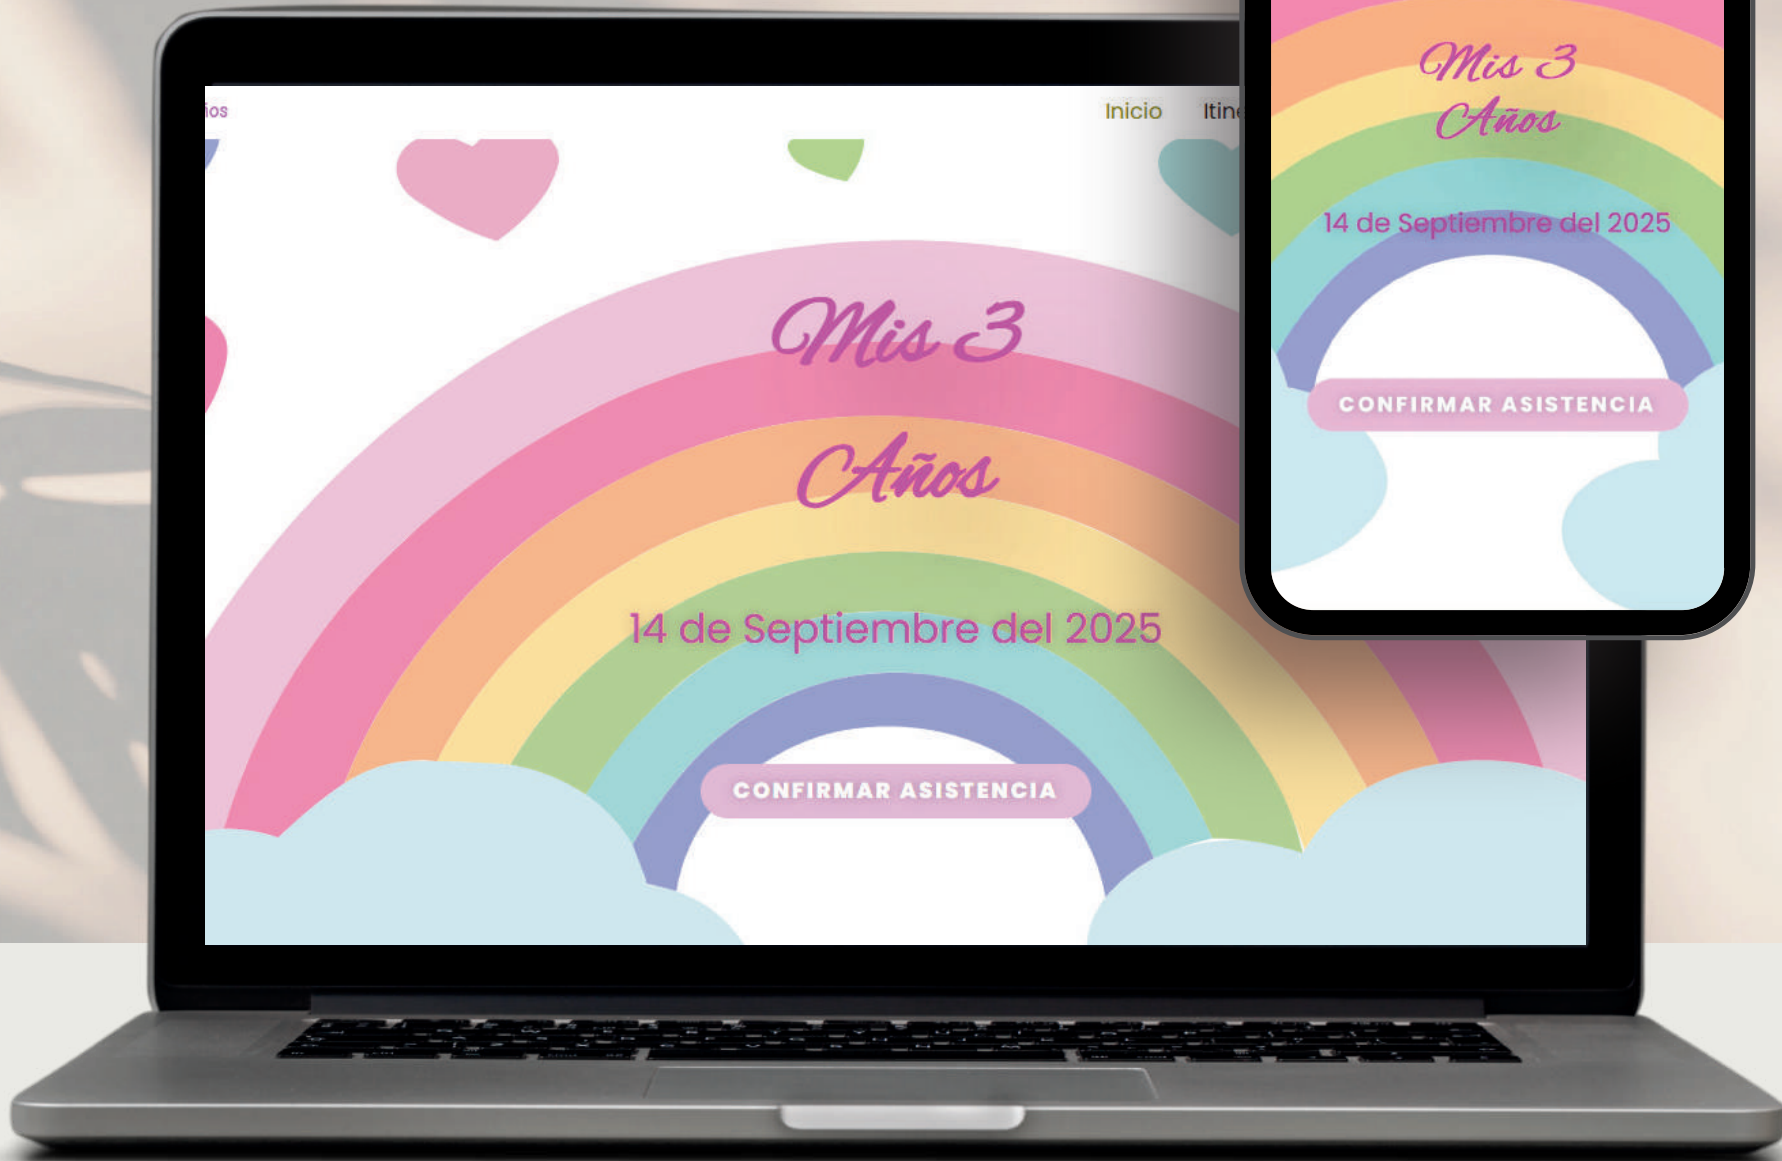 Inicio
Mis 3
Años
14 de Septiembre del 2025
CONFIRMAR ASISTENCIA
Mis 3
Años
14 de Septiembre del 2025
CONFIRMAR ASISTENCIA